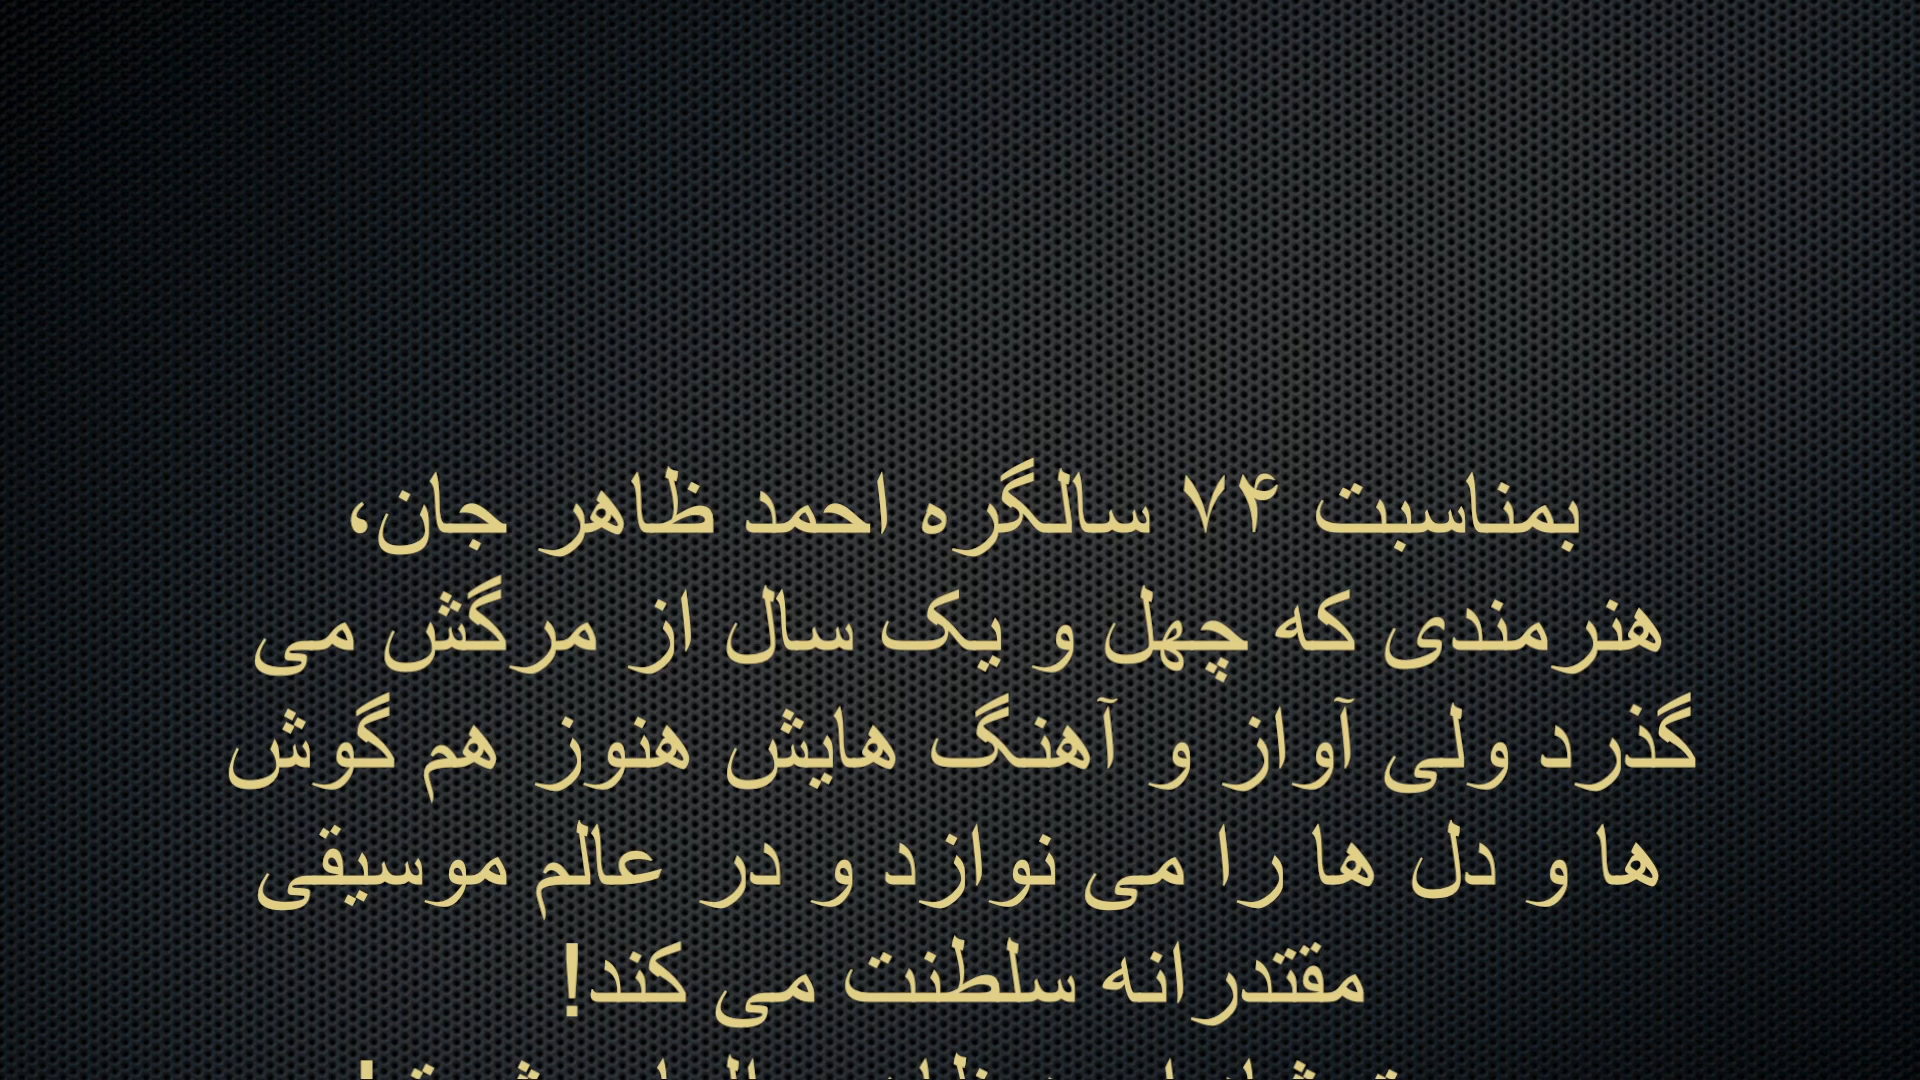 بمناسبت ۷۴ سالگره احمد ظاهر جان،
هنرمندی که چهل و یک سال از مرگش می
گذرد ولی آواز و آهنگ هایش هنوز هم گوش
ها و دل ها را می نوازد و در عالم موسیقی
مقتدرانه سلطنت می کند!